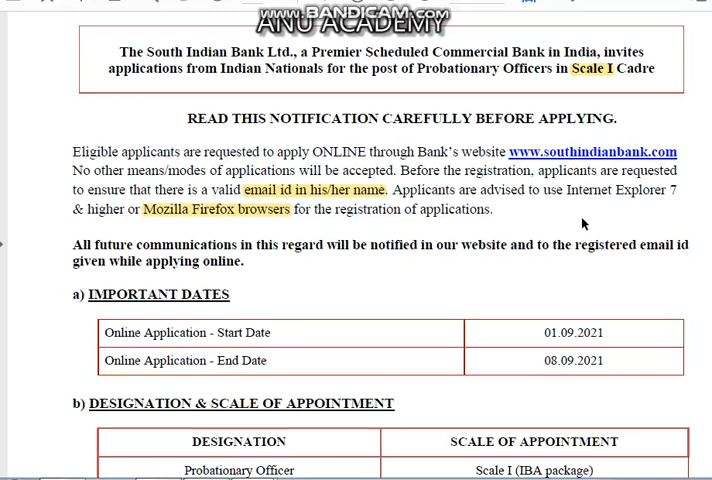 www.BANDICAM.com
ANU ACADEMY
The South Indian Bank Ltd., a Premier Scheduled Commercial Bank in India, invites
applications from Indian Nationals for the post of Probationary Officers in Scale I Cadre
READ THIS NOTIFICATION CAREFULLY BEFORE APPLYING.
Eligible applicants are requested to apply ONLINE through Bank's website www.southindianbank.com
No other means/modes of applications will be accepted. Before the registration, applicants are requested
to ensure that there is a valid email id in his/her name. Applicants are advised to use Internet Explorer 7
& higher or Mozilla Firefox browsers for the registration of applications.
All future communications in this regard will be notified in our website and to the registered email id
given while applying online.
a) IMPORTANT DATES
Online Application - Start Date 01.09.2021
Online Application - End Date 08.09.2021
b) DESIGNATION & SCALE OF APPOINTMENT
DESIGNATION SCALE OF APPOINTMENT
Probationary Officer Scale I (IBA package)